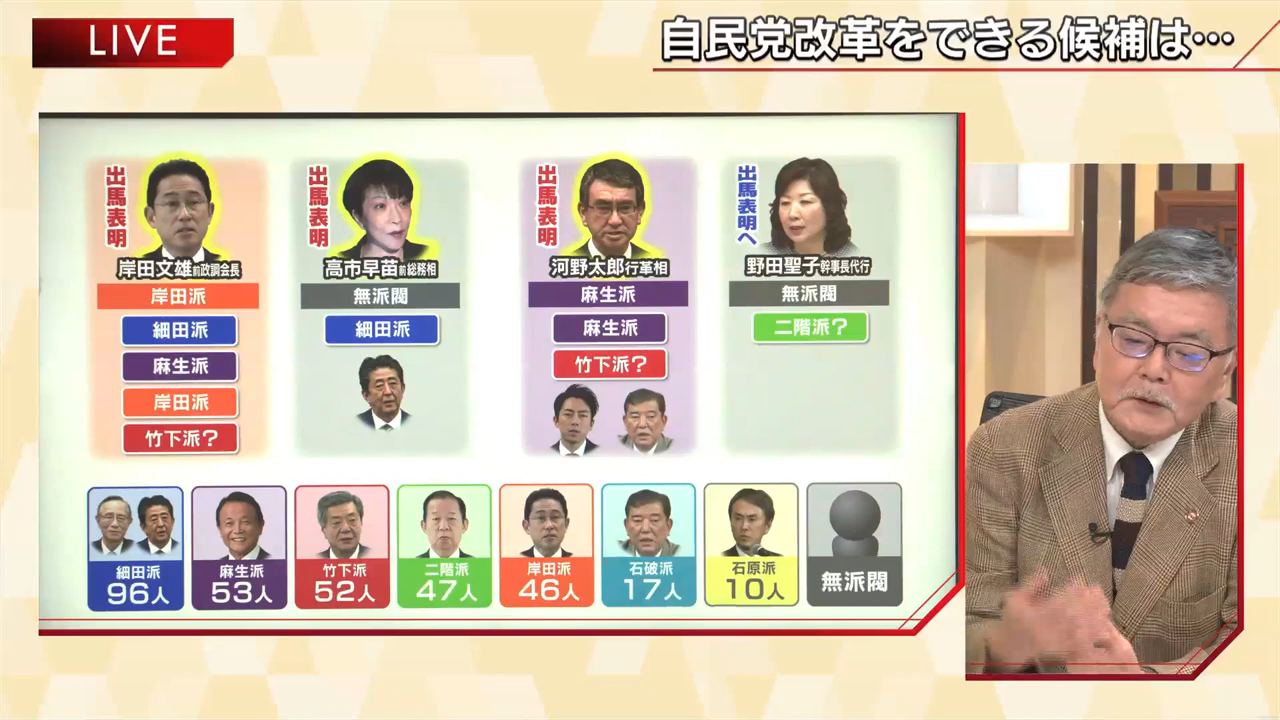 LIVE
自民党改革をできる候補は…
出馬表明
岸田文雄前政調会長
岸田派
細田派
麻生派
岸田派
竹下派?
出馬表明
高市早苗前総務相
無派閥
細田派
出馬表明
河野太郎行革相
麻生派
麻生派
竹下派?
出馬表明へ
野田聖子幹事長代行
無派閥
二階派?
細田派
96人
麻生派
53人
竹下派
52人
二階派
47人
岸田派
46人
石破派
17人
石原派
10人
無派閥